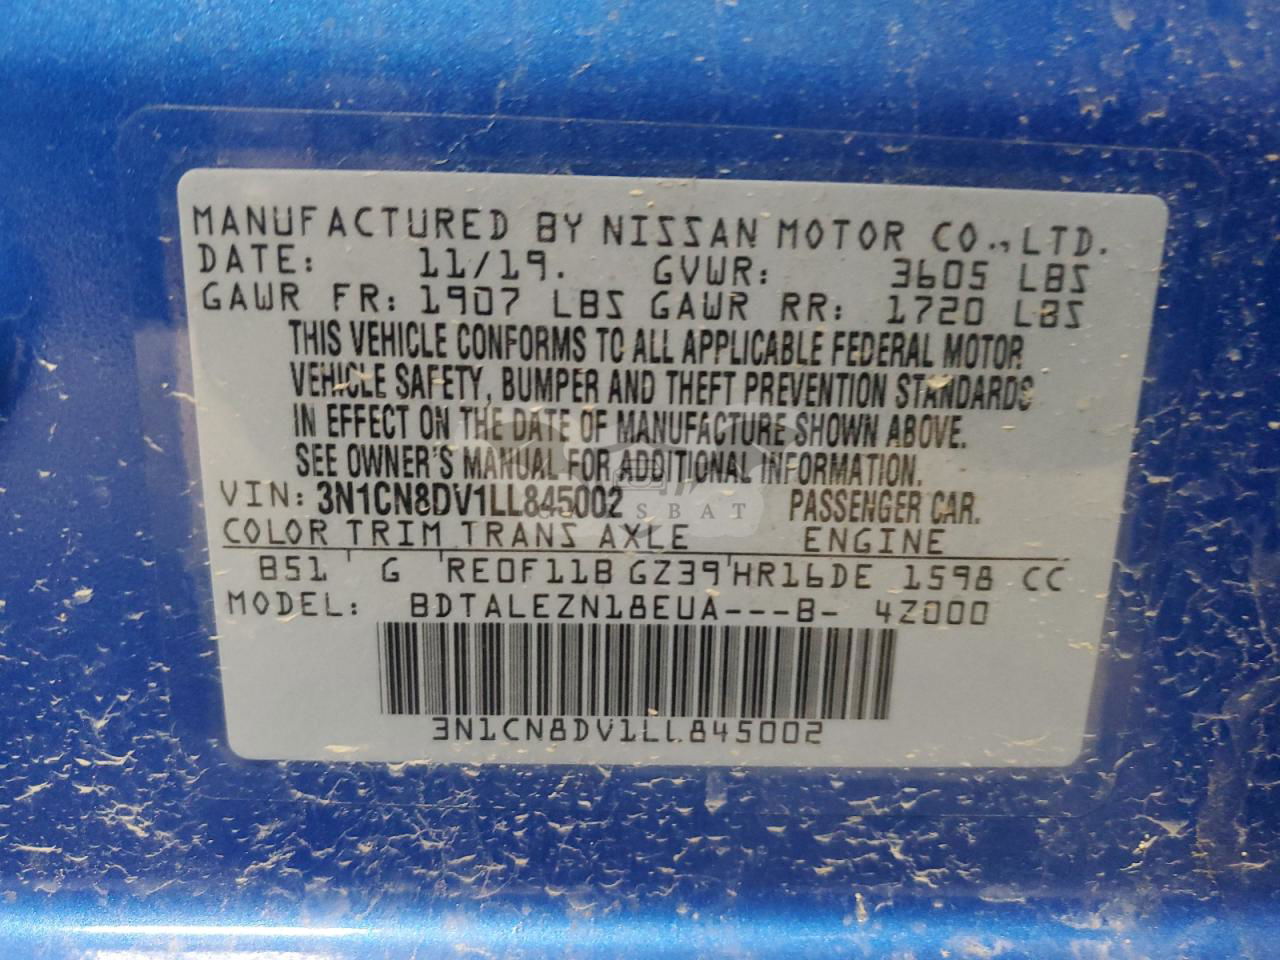 MANUFACTURED BY NISSAN MOTOR CO.,LTD.
DATE: 11/19. GVWR: 3605 LBS
GAWR FR: 1907 LBS GAWR RR: 1720 LBS
THIS VEHICLE CONFORMS TO ALL APPLICABLE FEDERAL MOTOR
VEHICLE SAFETY, BUMPER AND THEFT PREVENTION STANDARDS
IN EFFECT ON THE DATE OF MANUFACTURE SHOWN ABOVE.
SEE OWNER'S MANUAL FOR ADDITIONAL INFORMATION.
VIN: 3N1CN8DV1LL845002 PASSENGER CAR.
SBAT
COLOR TRIM TRANS AXLE ENGINE
B51 G RE0F11B GZ39 HR16DE 1598 CC
MODEL: BDTALEZN18EUA---B- 4Z000
3N1CN8DV1LL845002